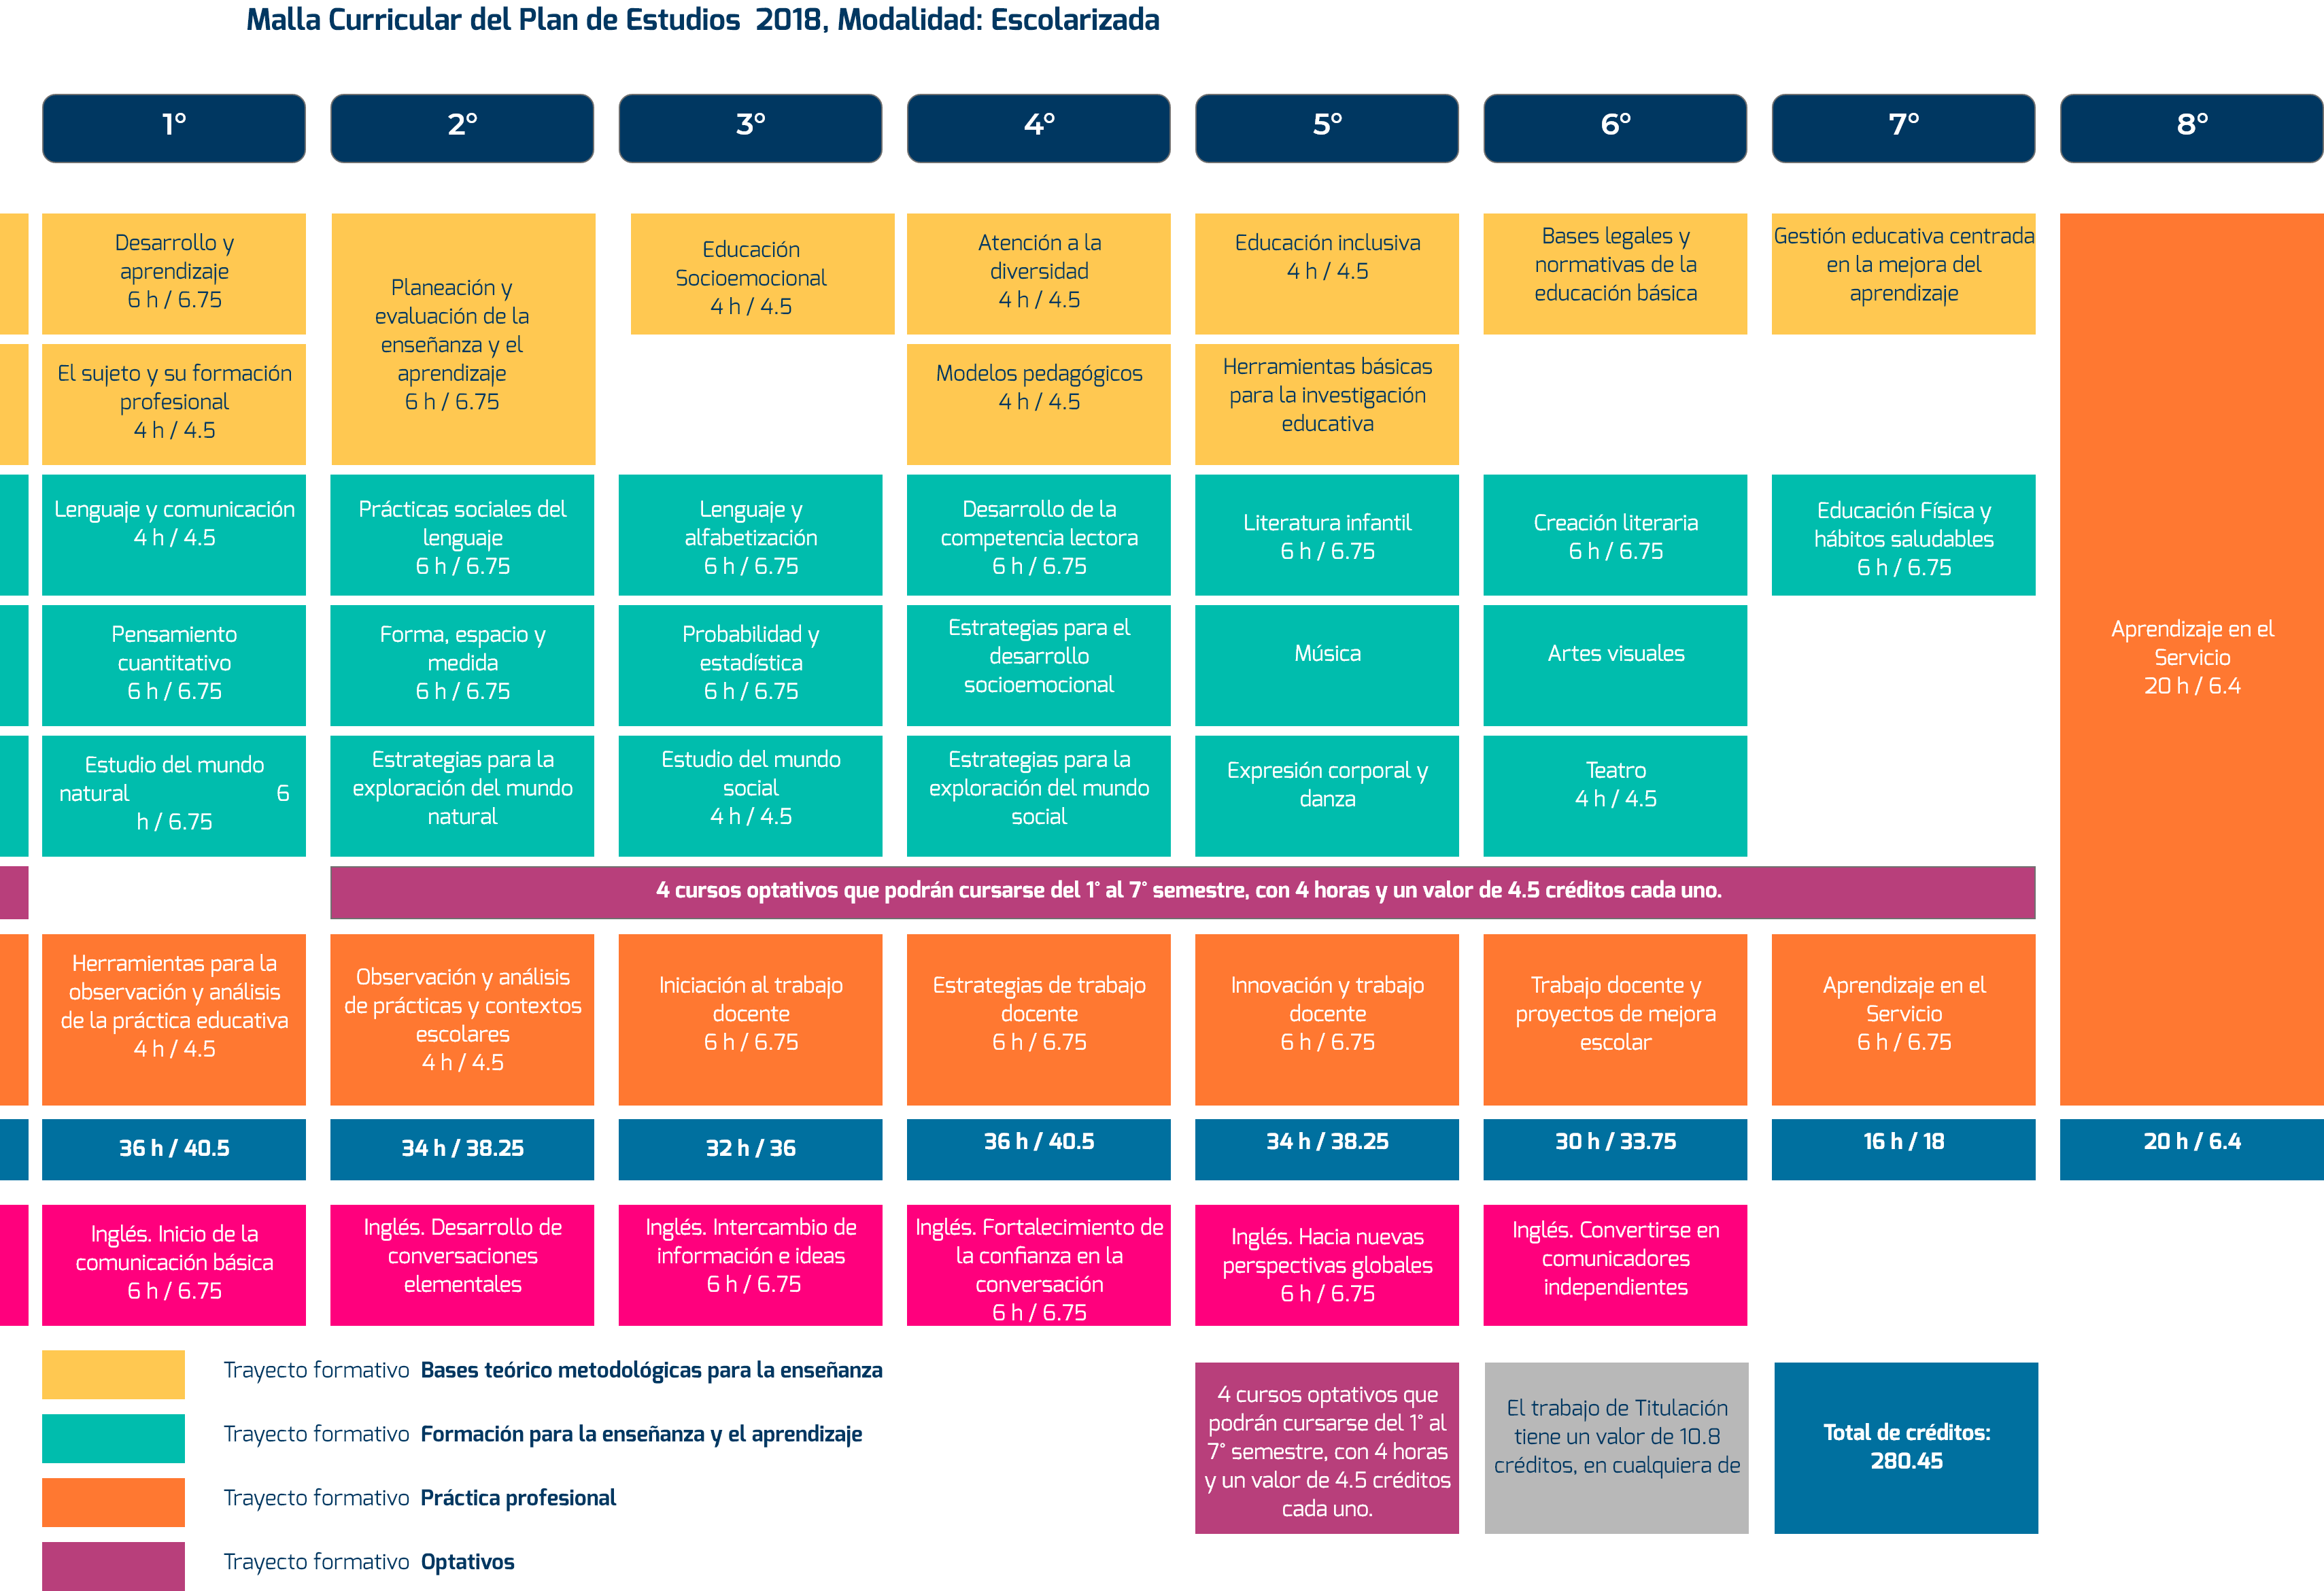 Malla Curricular del Plan de Estudios  2018, Modalidad: Escolarizada
1°
2°
3°
4°
5°
6°
7°
8°
Desarrollo y
aprendizaje
6 h / 6.75
Planeación y
evaluación de la
enseñanza y el
aprendizaje
6 h / 6.75
Educación
Socioemocional
4 h / 4.5
Atención a la
diversidad
4 h / 4.5
Educación inclusiva
4 h / 4.5
Bases legales y
normativas de la
educación básica
Gestión educativa centrada
en la mejora del
aprendizaje
El sujeto y su formación
profesional
4 h / 4.5
Modelos pedagógicos
4 h / 4.5
Herramientas básicas
para la investigación
educativa
Lenguaje y comunicación
4 h / 4.5
Prácticas sociales del
lenguaje
6 h / 6.75
Lenguaje y
alfabetización
6 h / 6.75
Desarrollo de la
competencia lectora
6 h / 6.75
Literatura infantil
6 h / 6.75
Creación literaria
6 h / 6.75
Educación Física y
hábitos saludables
6 h / 6.75
Aprendizaje en el
Servicio
20 h / 6.4
Pensamiento
cuantitativo
6 h / 6.75
Forma, espacio y
medida
6 h / 6.75
Probabilidad y
estadística
6 h / 6.75
Estrategias para el
desarrollo
socioemocional
Música
Artes visuales
Estudio del mundo
natural 6
h / 6.75
Estrategias para la
exploración del mundo
natural
Estudio del mundo
social
4 h / 4.5
Estrategias para la
exploración del mundo
social
Expresión corporal y
danza
Teatro
4 h / 4.5
4 cursos optativos que podrán cursarse del 1° al 7° semestre, con 4 horas y un valor de 4.5 créditos cada uno.
Herramientas para la
observación y análisis
de la práctica educativa
4 h / 4.5
Observación y análisis
de prácticas y contextos
escolares
4 h / 4.5
Iniciación al trabajo
docente
6 h / 6.75
Estrategias de trabajo
docente
6 h / 6.75
Innovación y trabajo
docente
6 h / 6.75
Trabajo docente y
proyectos de mejora
escolar
Aprendizaje en el
Servicio
6 h / 6.75
36 h / 40.5
34 h / 38.25
32 h / 36
36 h / 40.5
34 h / 38.25
30 h / 33.75
16 h / 18
20 h / 6.4
Inglés. Inicio de la
comunicación básica
6 h / 6.75
Inglés. Desarrollo de
conversaciones
elementales
Inglés. Intercambio de
información e ideas
6 h / 6.75
Inglés. Fortalecimiento de
la confianza en la
conversación
6 h / 6.75
Inglés. Hacia nuevas
perspectivas globales
6 h / 6.75
Inglés. Convertirse en
comunicadores
independientes
Trayecto formativo  Bases teórico metodológicas para la enseñanza
Trayecto formativo  Formación para la enseñanza y el aprendizaje
Trayecto formativo  Práctica profesional
Trayecto formativo  Optativos
4 cursos optativos que
podrán cursarse del 1° al
7° semestre, con 4 horas
y un valor de 4.5 créditos
cada uno.
El trabajo de Titulación
tiene un valor de 10.8
créditos, en cualquiera de
Total de créditos:
280.45